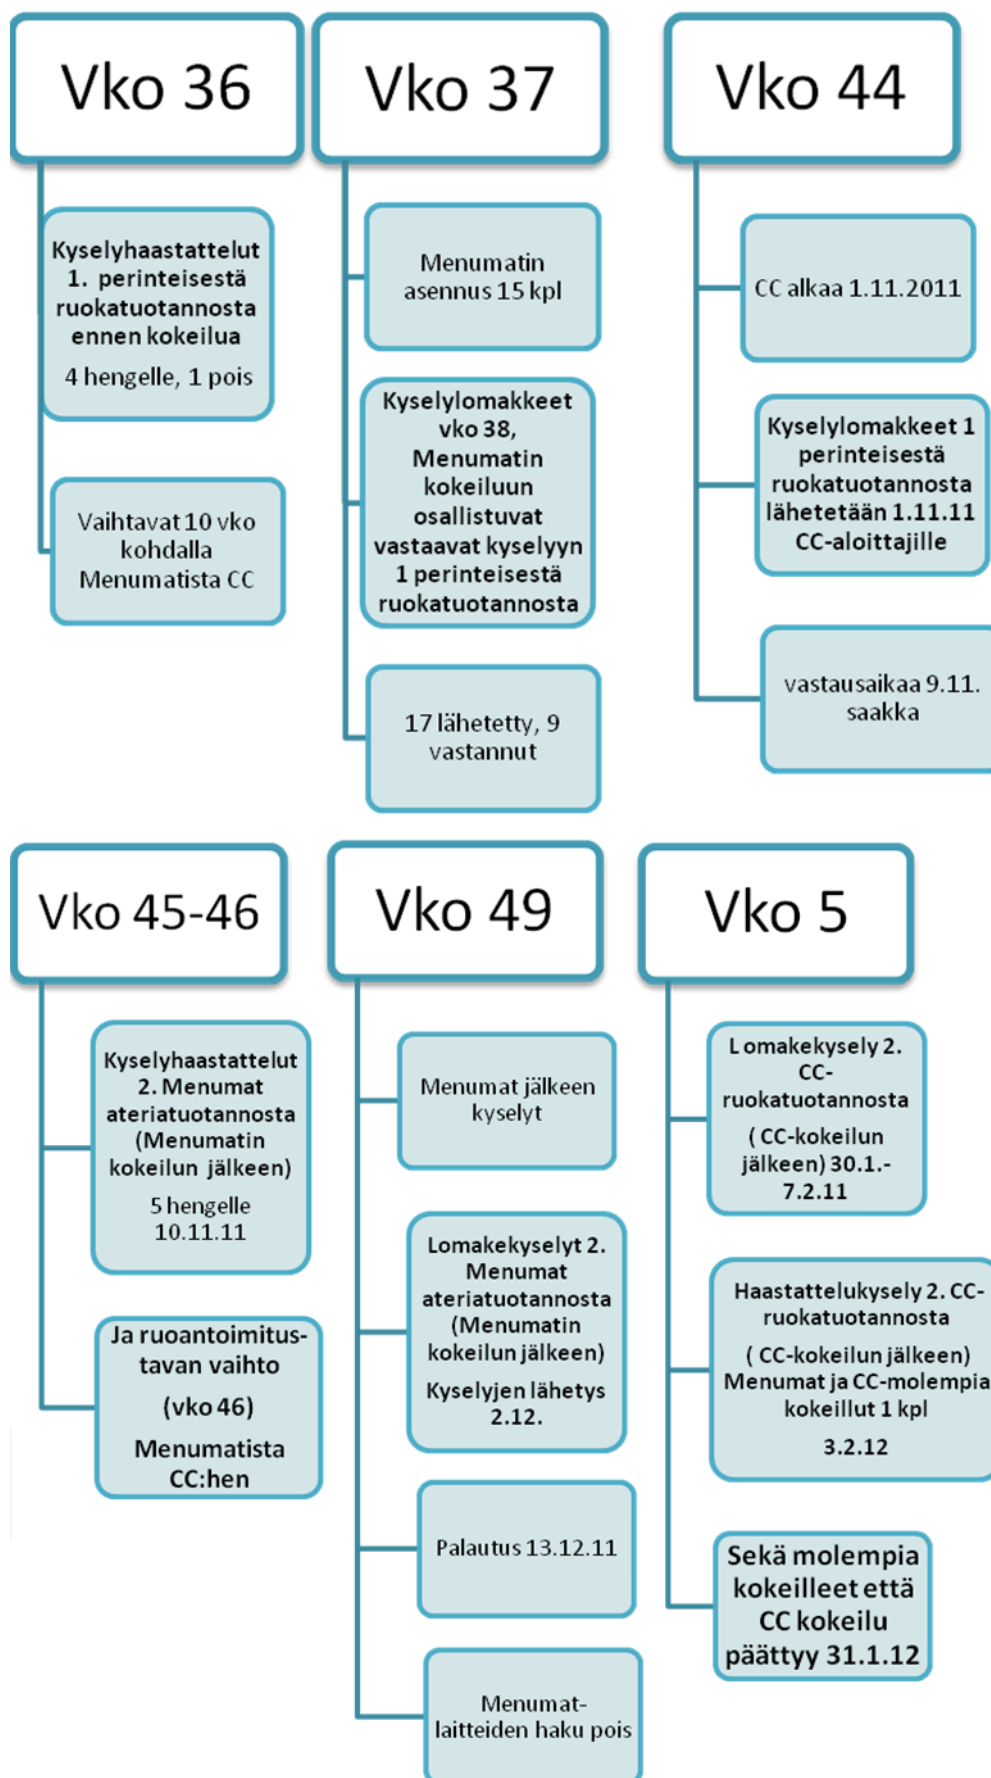 Vko 36
Kyselyhaastattelut
1. perinteisestä
ruokatuotannosta
ennen kokeilua
4 hengelle, 1 pois
Vaihtavat 10 vko
kohdalla
Menumatista CC
Vko 37
Menumatin
asennus 15 kpl
Kyselylomakkeet
vko 38,
Menumatin
kokeiluun
osallistuvat
vastaavat kyselyyn
1 perinteisestä
ruokatuotannosta
17 lähetetty, 9
vastannut
Vko 44
CC alkaa 1.11.2011
Kyselylomakkeet 1
perinteisestä
ruokatuotannosta
lähetetään 1.11.11
CC-aloittajille
vastausaikaa 9.11.
saakka
Vko 45-46
Kyselyhaastattelut
2. Menumat
ateriatuotannosta
(Menumatin
kokeilun jälkeen)
5 hengelle
10.11.11
Ja ruoantoimitus-
tavan vaihto
(vko 46)
Menumatista
CC:hen
Vko 49
Menumat jälkeen
kyselyt
Lomakekyselyt 2.
Menumat
ateriatuotannosta
(Menumatin
kokeilun jälkeen)
Kyselyjen lähetys
2.12.
Palautus 13.12.11
Menumat-
laitteiden haku pois
Vko 5
Lomakekysely 2.
CC-
ruokatuotannosta
( CC-kokeilun
jälkeen) 30.1.-
7.2.11
Haastattelukysely 2. CC-
ruokatuotannosta
( CC-kokeilun jälkeen)
Menumat ja CC-molempia
kokeillut 1 kpl
3.2.12
Sekä molempia
kokeilleet että
CC kokeilu
päättyy 31.1.12